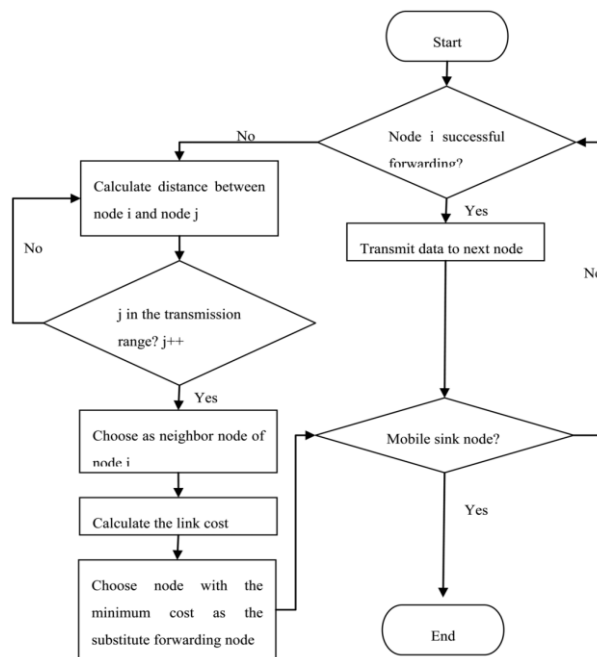 Start
Node i successful
forwarding?
No
Yes
Calculate distance between
node i and node j
Transmit data to next node
No
No
j in the transmission
range? j++
Yes
Choose as neighbor node of
node i
Mobile sink node?
Calculate the link cost
Yes
Choose node with the
minimum cost as the
substitute forwarding node
End